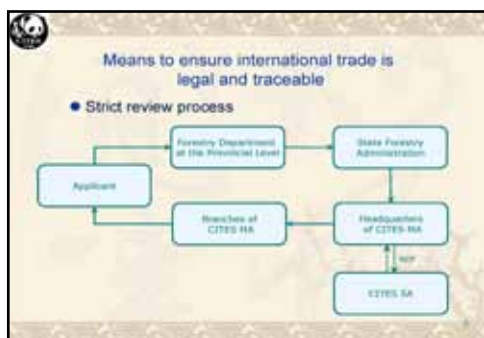 CITES
Means to ensure international trade is
legal and traceable
Strict review process
Forestry Department
at the Provincial Level
State Forestry
Administration
Applicant
Branches of
CITES MA
Headquarters
of CITES MA
NDF
CITES SA